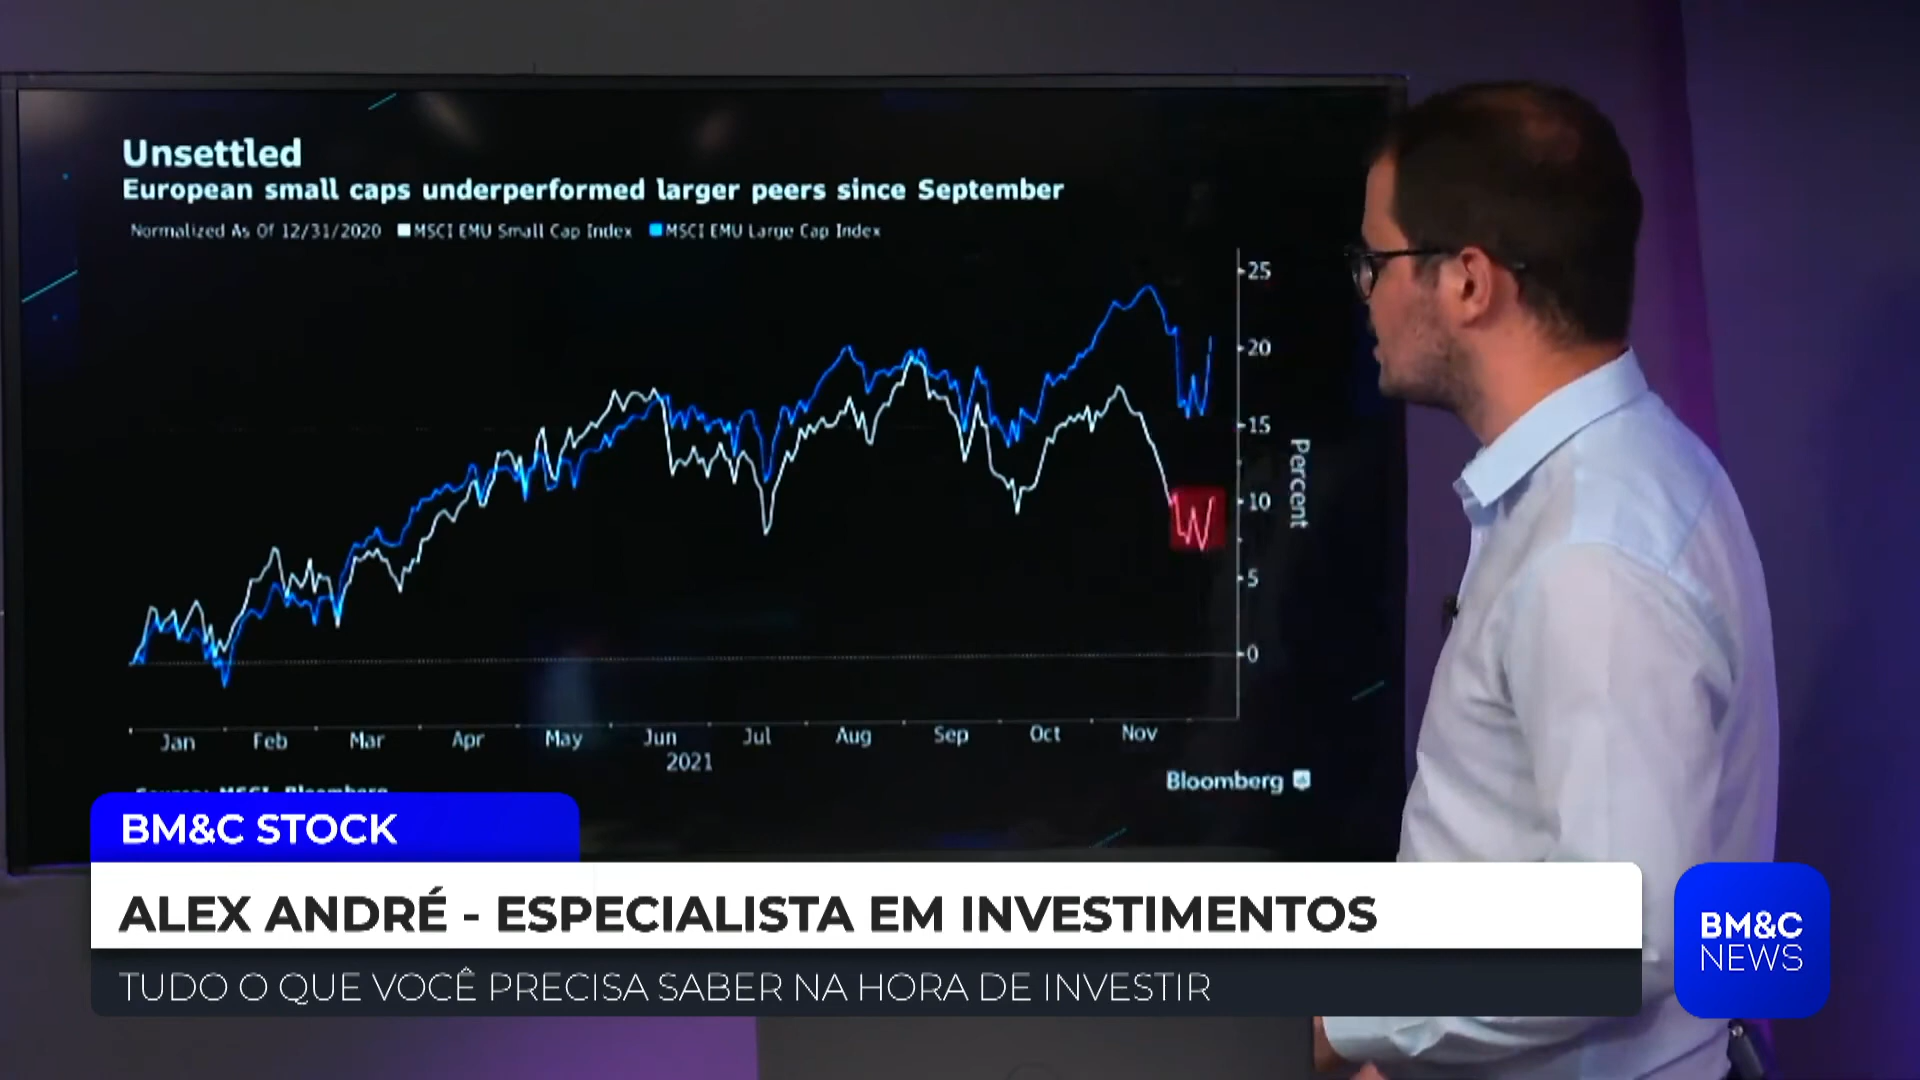 Unsettled
European small caps underperformed larger peers since September
Normalized As Of 12/31/2020 MSCI EMU Small Cap Index MSCI EMU Large Cap Index
25
20
15
10
5
0
Percent
Jan Feb Mar Apr May Jun Jul Aug Sep Oct Nov
2021
Bloomberg
Source: MSCI, Bloomberg
BM&C STOCK
ALEX ANDRÉ - ESPECIALISTA EM INVESTIMENTOS
TUDO O QUE VOCÊ PRECISA SABER NA HORA DE INVESTIR
BM&C
NEWS